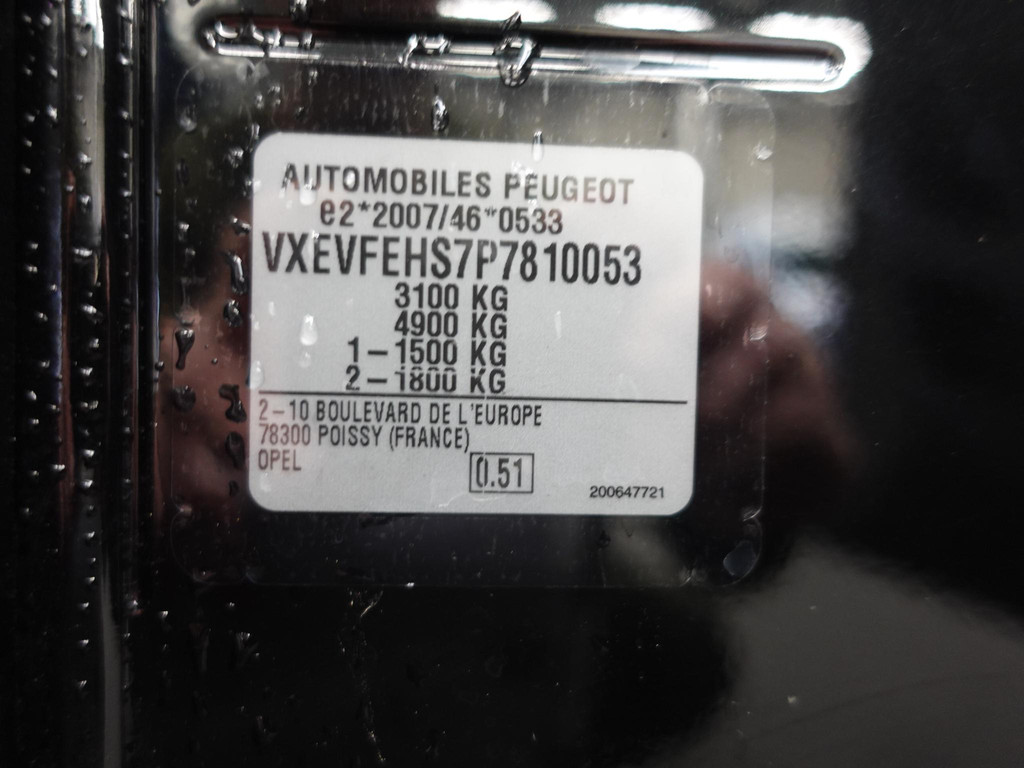 AUTOMOBILES PEUGEOT
e2*2007/46*0533
VXEVFEHS7P7810053
3100 KG
4900 KG
1-1500 KG
2-1800 KG
2-10 BOULEVARD DE L'EUROPE
78300 POISSY (FRANCE)
OPEL
0.51
200647721